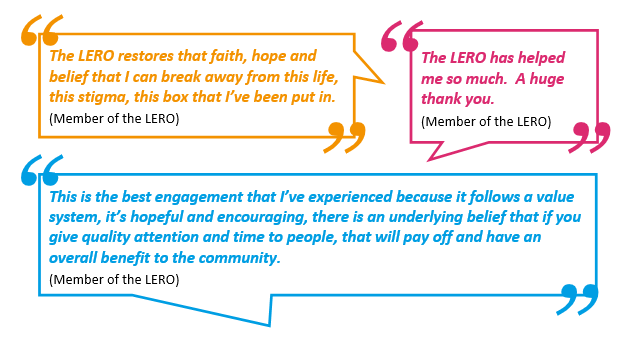 The LERO restores that faith, hope and
belief that I can break away from this life,
this stigma, this box that I’ve been put in.
(Member of the LERO)
The LERO has helped
me so much.  A huge
thank you.
(Member of the LERO)
This is the best engagement that I’ve experienced because it follows a value
system, it’s hopeful and encouraging, there is an underlying belief that if you
give quality attention and time to people, that will pay off and have an
overall benefit to the community.
(Member of the LERO)